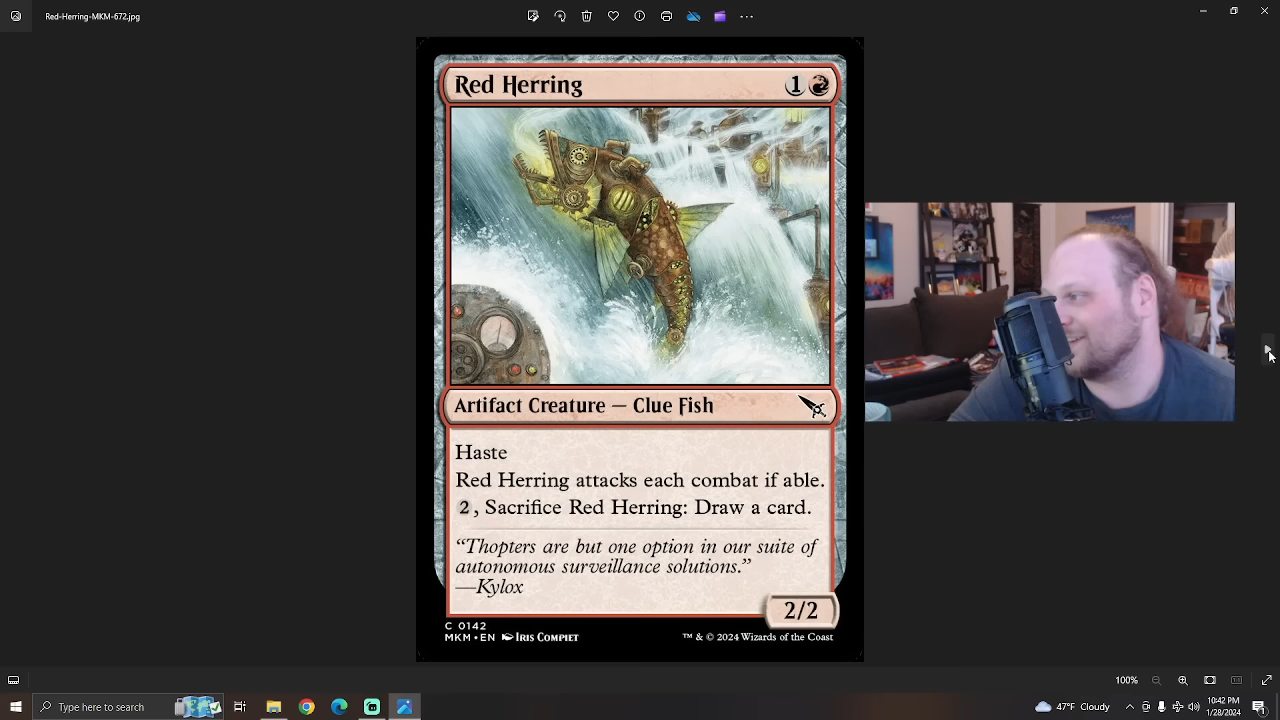 Red-Herring-MKM-672.jpg
Red Herring 1
Artifact Creature — Clue Fish
Haste
Red Herring attacks each combat if able.
2, Sacrifice Red Herring: Draw a card.
“Thopters are but one option in our suite of
autonomous surveillance solutions.”
—Kylox
2/2
C 0142
MKM • EN IRIS COMPIET
™ & © 2024 Wizards of the Coast
100%
Type here to search
47°F
10:42 PM
1/28/2024